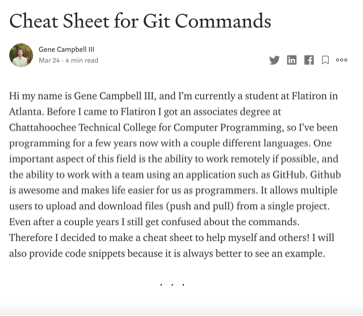 Cheat Sheet for Git Commands
Gene Campbell III
Mar 24 · 4 min read
Hi my name is Gene Campbell III, and I'm currently a student at Flatiron in
Atlanta. Before I came to Flatiron I got an associates degree at
Chattahoochee Technical College for Computer Programming, so I've been
programming for a few years now with a couple different languages. One
important aspect of this field is the ability to work remotely if possible, and
the ability to work with a team using an application such as GitHub. Github
is awesome and makes life easier for us as programmers. It allows multiple
users to upload and download files (push and pull) from a single project.
Even after a couple years I still get confused about the commands.
Therefore I decided to make a cheat sheet to help myself and others! I will
also provide code snippets because it is always better to see an example.
· · ·